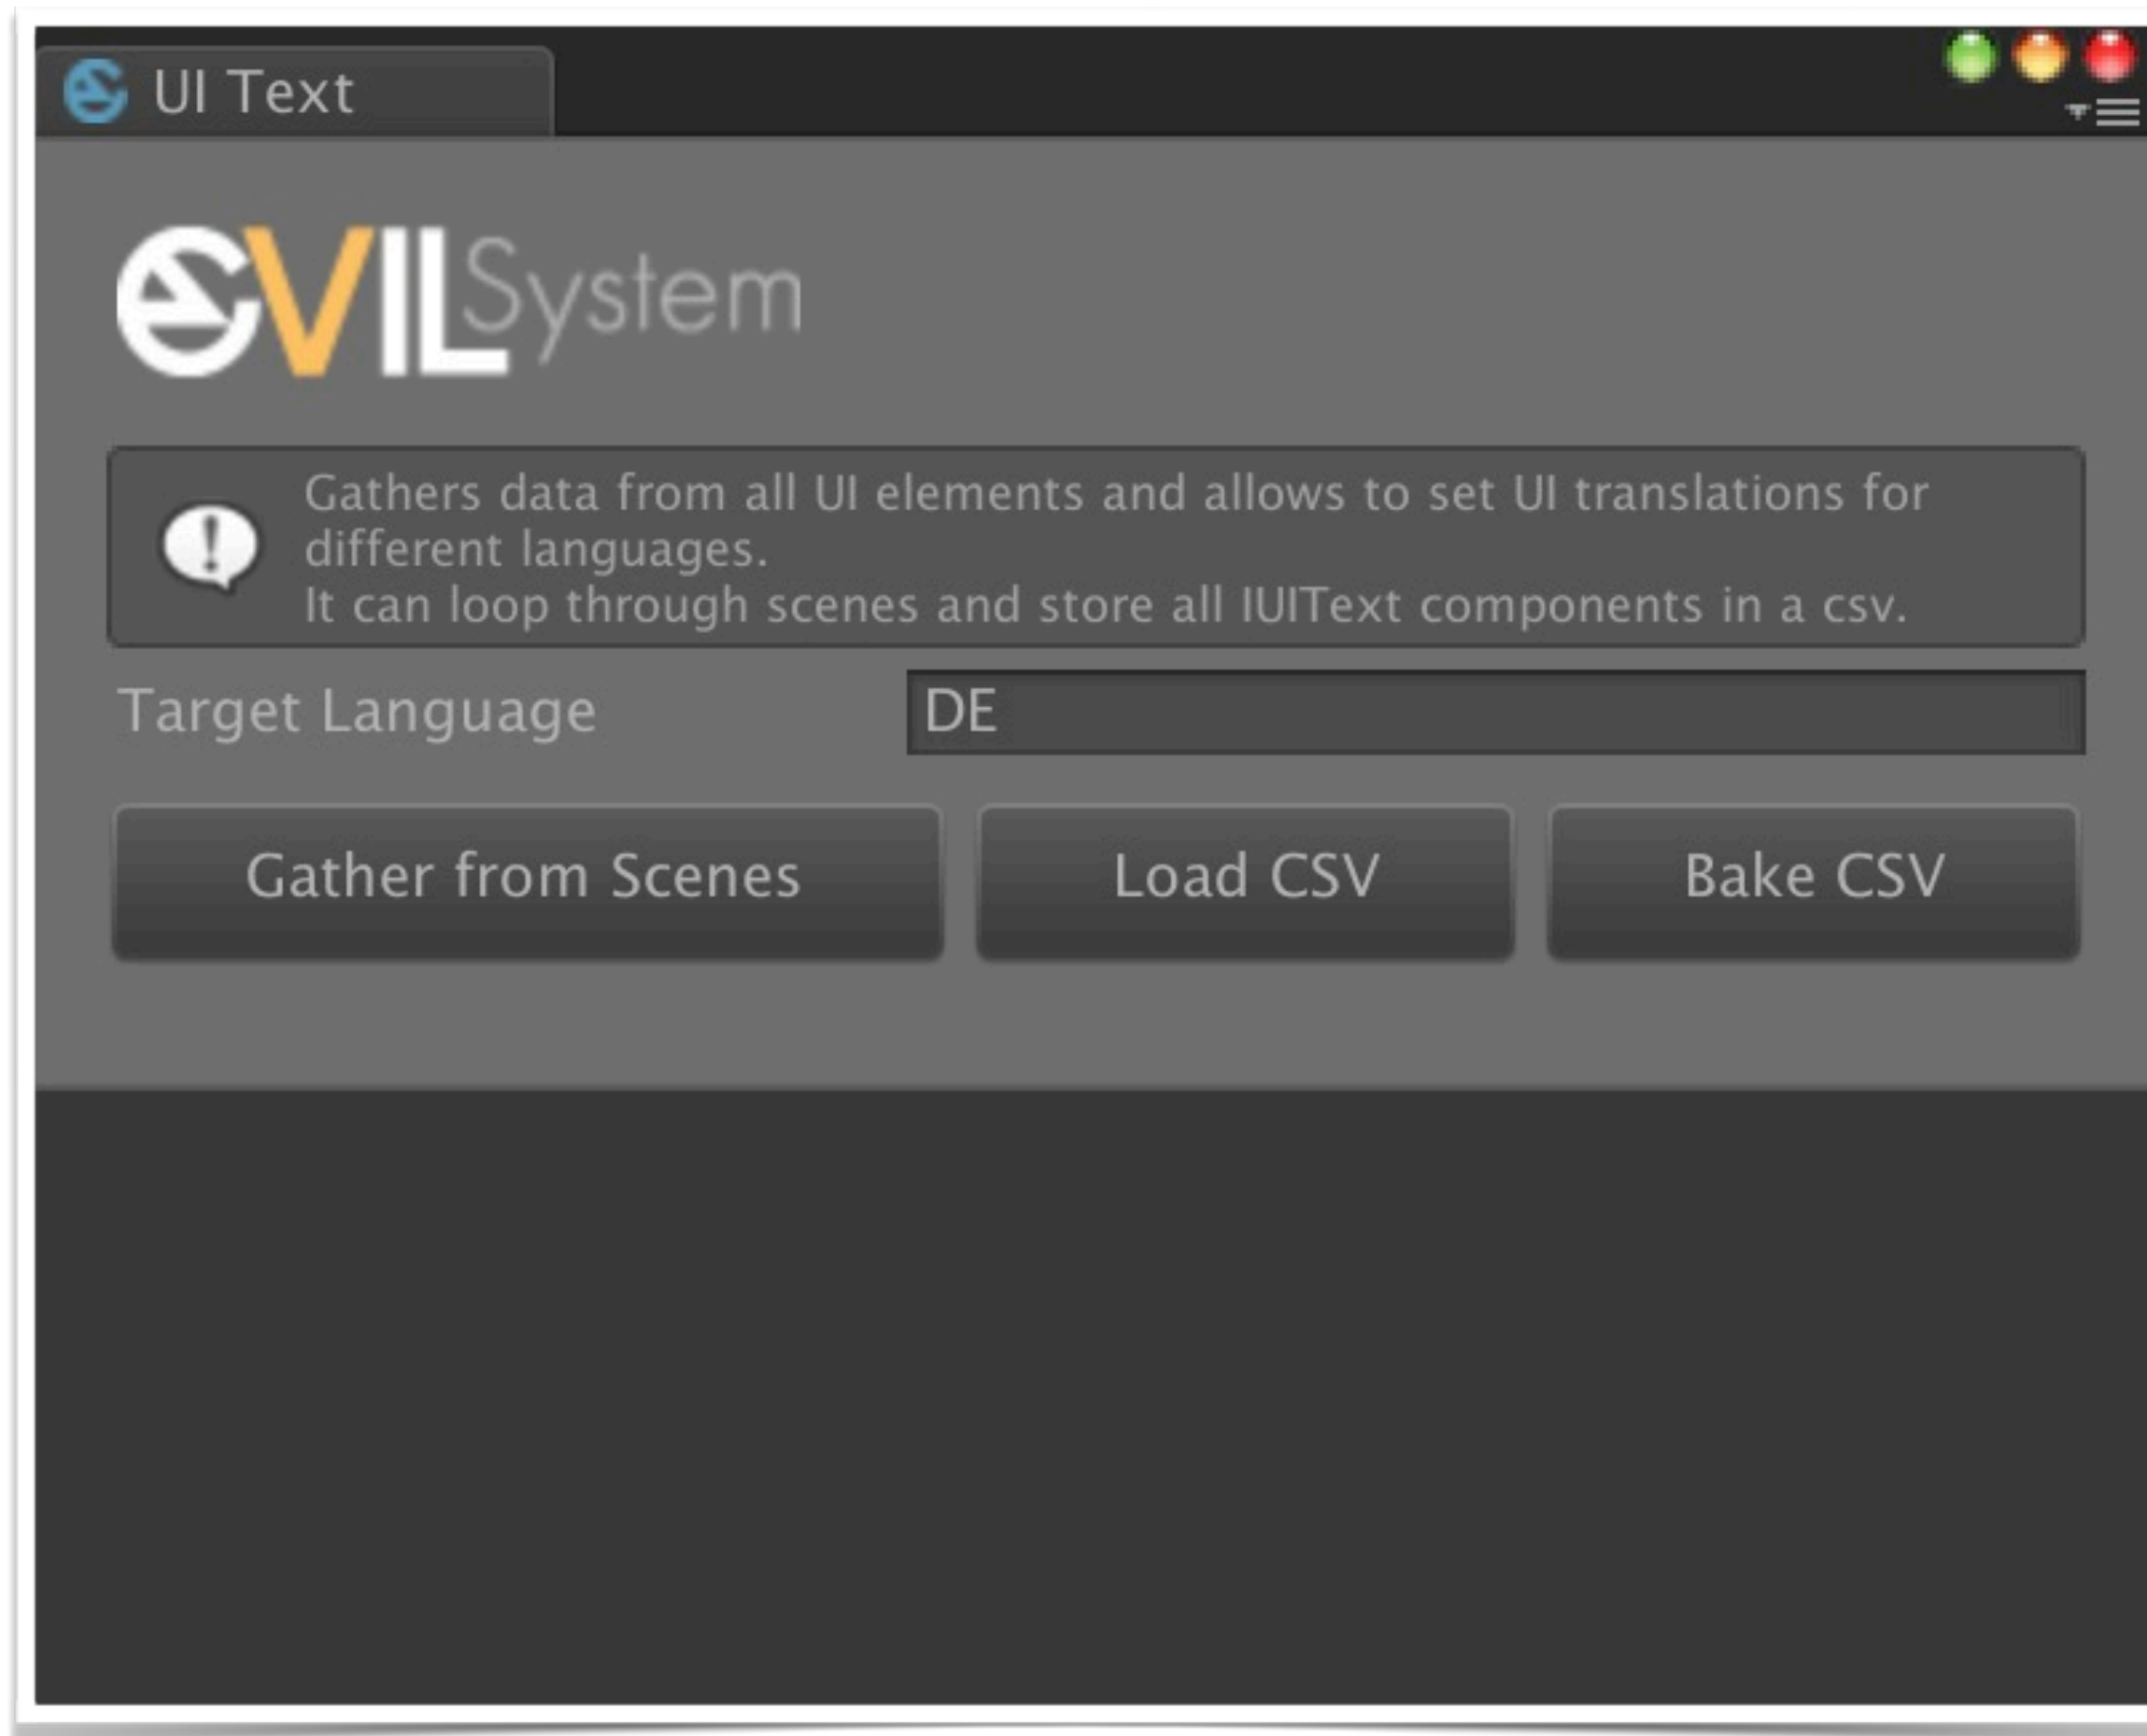 UI Text
eVILSystem
Gathers data from all UI elements and allows to set UI translations for
different languages.
It can loop through scenes and store all IUIText components in a csv.
Target Language DE
Gather from Scenes Load CSV Bake CSV